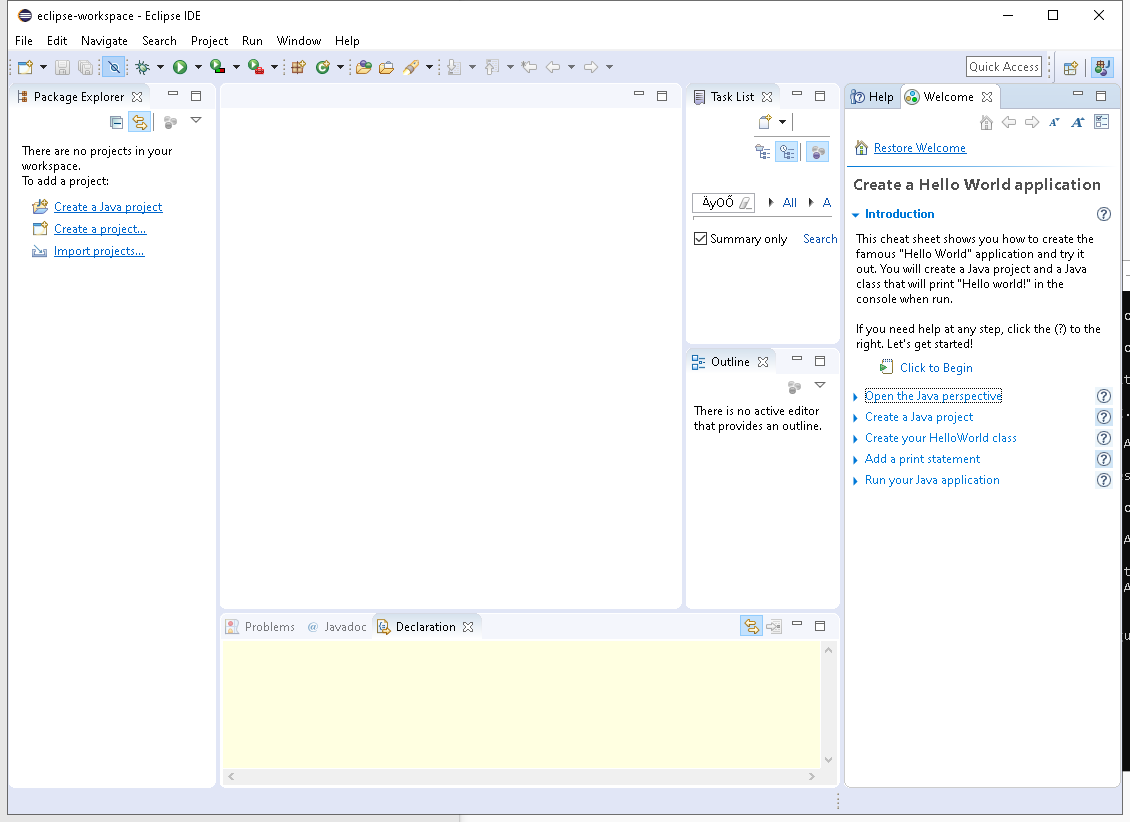 eclipse-workspace - Eclipse IDE
File Edit Navigate Search Project Run Window Help
Quick Access
Package Explorer
There are no projects in your
workspace.
To add a project:
Create a Java project
Create a project...
Import projects...
Task List
ÄyOŐ
All
A
Summary only
Search
Outline
There is no active editor
that provides an outline.
Help
Welcome
Restore Welcome
Create a Hello World application
Introduction
This cheat sheet shows you how to create the
famous "Hello World" application and try it
out. You will create a Java project and a Java
class that will print "Hello world!" in the
console when run.
If you need help at any step, click the (?) to the
right. Let's get started!
Click to Begin
Open the Java perspective
Create a Java project
Create your HelloWorld class
Add a print statement
Run your Java application
Problems @ Javadoc Declaration